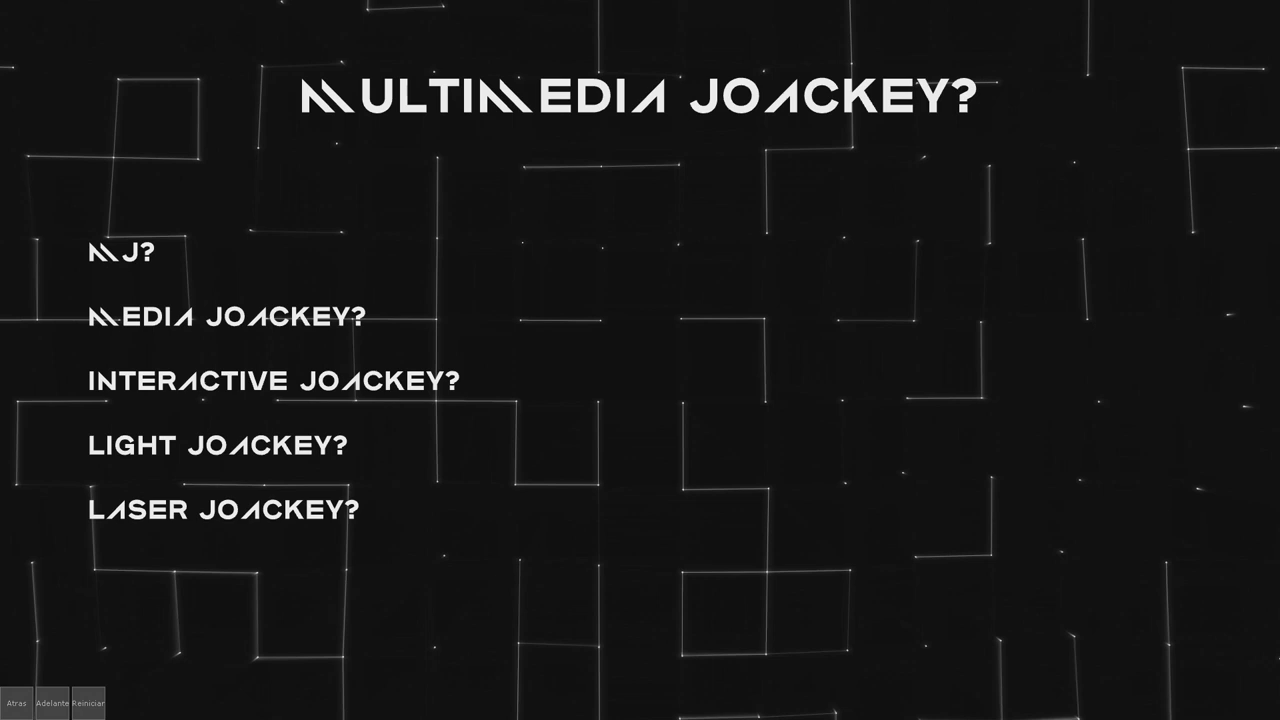 MULTIMEDIA JOACKEY?
MJ?
MEDIA JOACKEY?
INTERACTIVE JOACKEY?
LIGHT JOACKEY?
LASER JOACKEY?
Atras Adelante Reiniciar